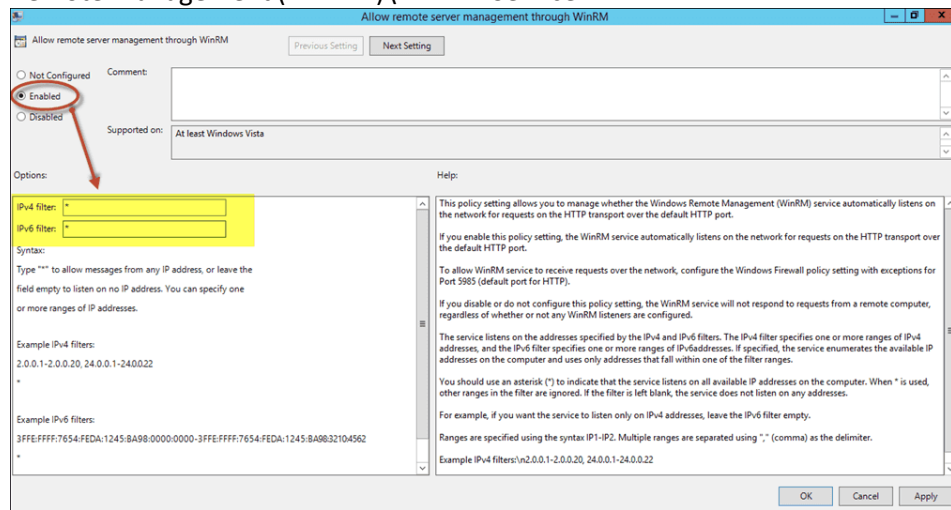 Allow remote server management through WinRM
Allow remote server management through WinRM
Previous Setting
Next Setting
Not Configured
Enabled
Disabled
Comment:
Supported on:
At least Windows Vista
Options:
IPv4 filter: *
IPv6 filter: *
Syntax:
Type "*" to allow messages from any IP address, or leave the
field empty to listen on no IP address. You can specify one
or more ranges of IP addresses.
Example IPv4 filters:
2.0.0.1-2.0.0.20, 24.0.0.1-24.0.0.22
*
Example IPv6 filters:
3FFE:FFFF:7654:FEDA:1245:BA98:0000:0000-3FFE:FFFF:7654:FEDA:1245:BA98:3210:4562
*
Help:
This policy setting allows you to manage whether the Windows Remote Management (WinRM) service automatically listens on
the network for requests on the HTTP transport over the default HTTP port.
If you enable this policy setting, the WinRM service automatically listens on the network for requests on the HTTP transport over
the default HTTP port.
To allow WinRM service to receive requests over the network, configure the Windows Firewall policy setting with exceptions for
Port 5985 (default port for HTTP).
If you disable or do not configure this policy setting, the WinRM service will not respond to requests from a remote computer,
regardless of whether or not any WinRM listeners are configured.
The service listens on the addresses specified by the IPv4 and IPv6 filters. The IPv4 filter specifies one or more ranges of IPv4
addresses, and the IPv6 filter specifies one or more ranges of IPv6addresses. If specified, the service enumerates the available IP
addresses on the computer and uses only addresses that fall within one of the filter ranges.
You should use an asterisk (*) to indicate that the service listens on all available IP addresses on the computer. When * is used,
other ranges in the filter are ignored. If the filter is left blank, the service does not listen on any addresses.
For example, if you want the service to listen only on IPv4 addresses, leave the IPv6 filter empty.
Ranges are specified using the syntax IP1-IP2. Multiple ranges are separated using "," (comma) as the delimiter.
Example IPv4 filters:\n2.0.0.1-2.0.0.20, 24.0.0.1-24.0.0.22
OK
Cancel
Apply